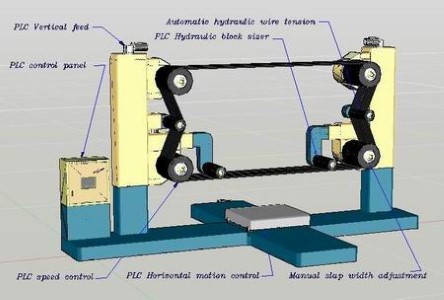 Automatic hydraulic wire tension
PLC Vertical feed
PLC Hydraulic block sizer
PLC control panel
PLC speed control
PLC Horizontal motion control
Manual slap width adjustment